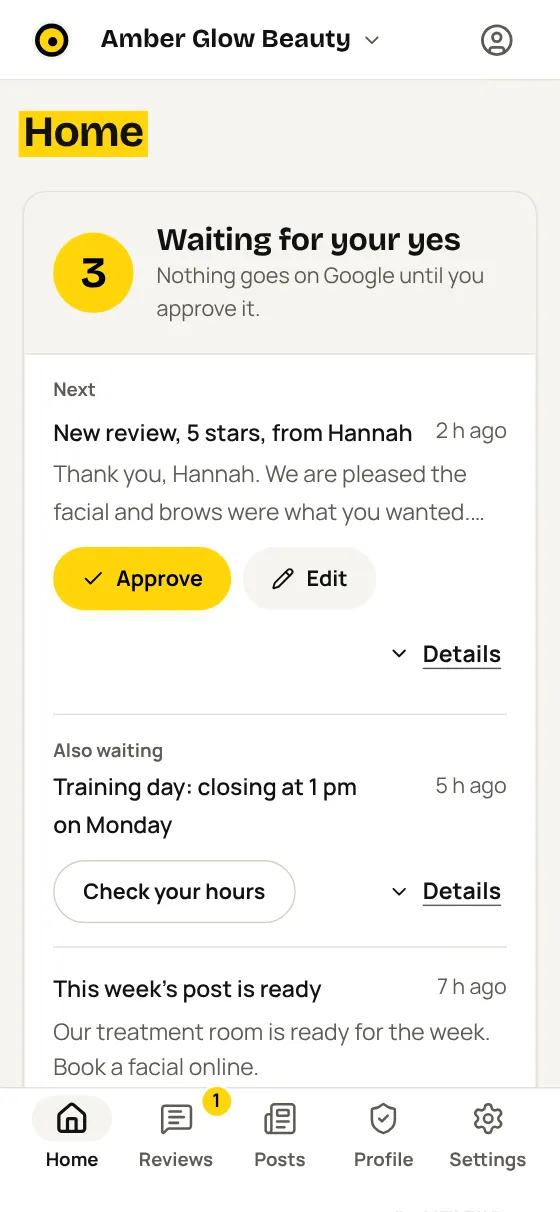 Amber Glow Beauty
Home
3
Waiting for your yes
Nothing goes on Google until you
approve it.
Next
New review, 5 stars, from Hannah
2 h ago
Thank you, Hannah. We are pleased the
facial and brows were what you wanted....
Approve
Edit
Details
Also waiting
Training day: closing at 1 pm
on Monday
5 h ago
Check your hours
Details
This week's post is ready
7 h ago
Our treatment room is ready for the week.
Book a facial online.
1
Home
Reviews
Posts
Profile
Settings